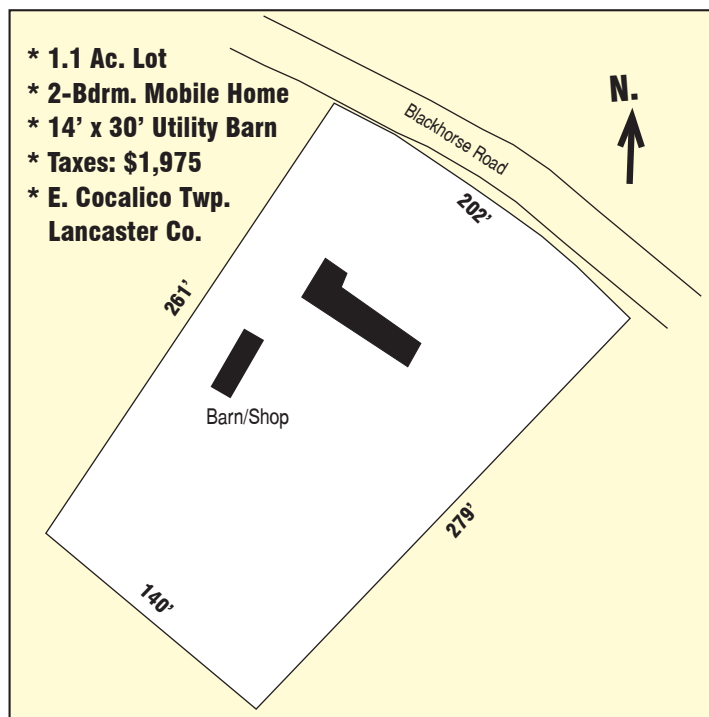 * 1.1 Ac. Lot
* 2-Bdrm. Mobile Home
* 14’ x 30’ Utility Barn
* Taxes: $1,975
* E. Cocalico Twp.
Lancaster Co.
Blackhorse Road
N.
202’
261’
Barn/Shop
279’
140’